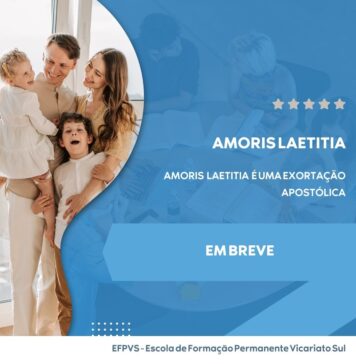 AMORIS LAETITIA
AMORIS LAETITIA É UMA EXORTAÇÃO
APOSTÓLICA
EM BREVE
EFPVS - Escola de Formação Permanente Vicariato Sul